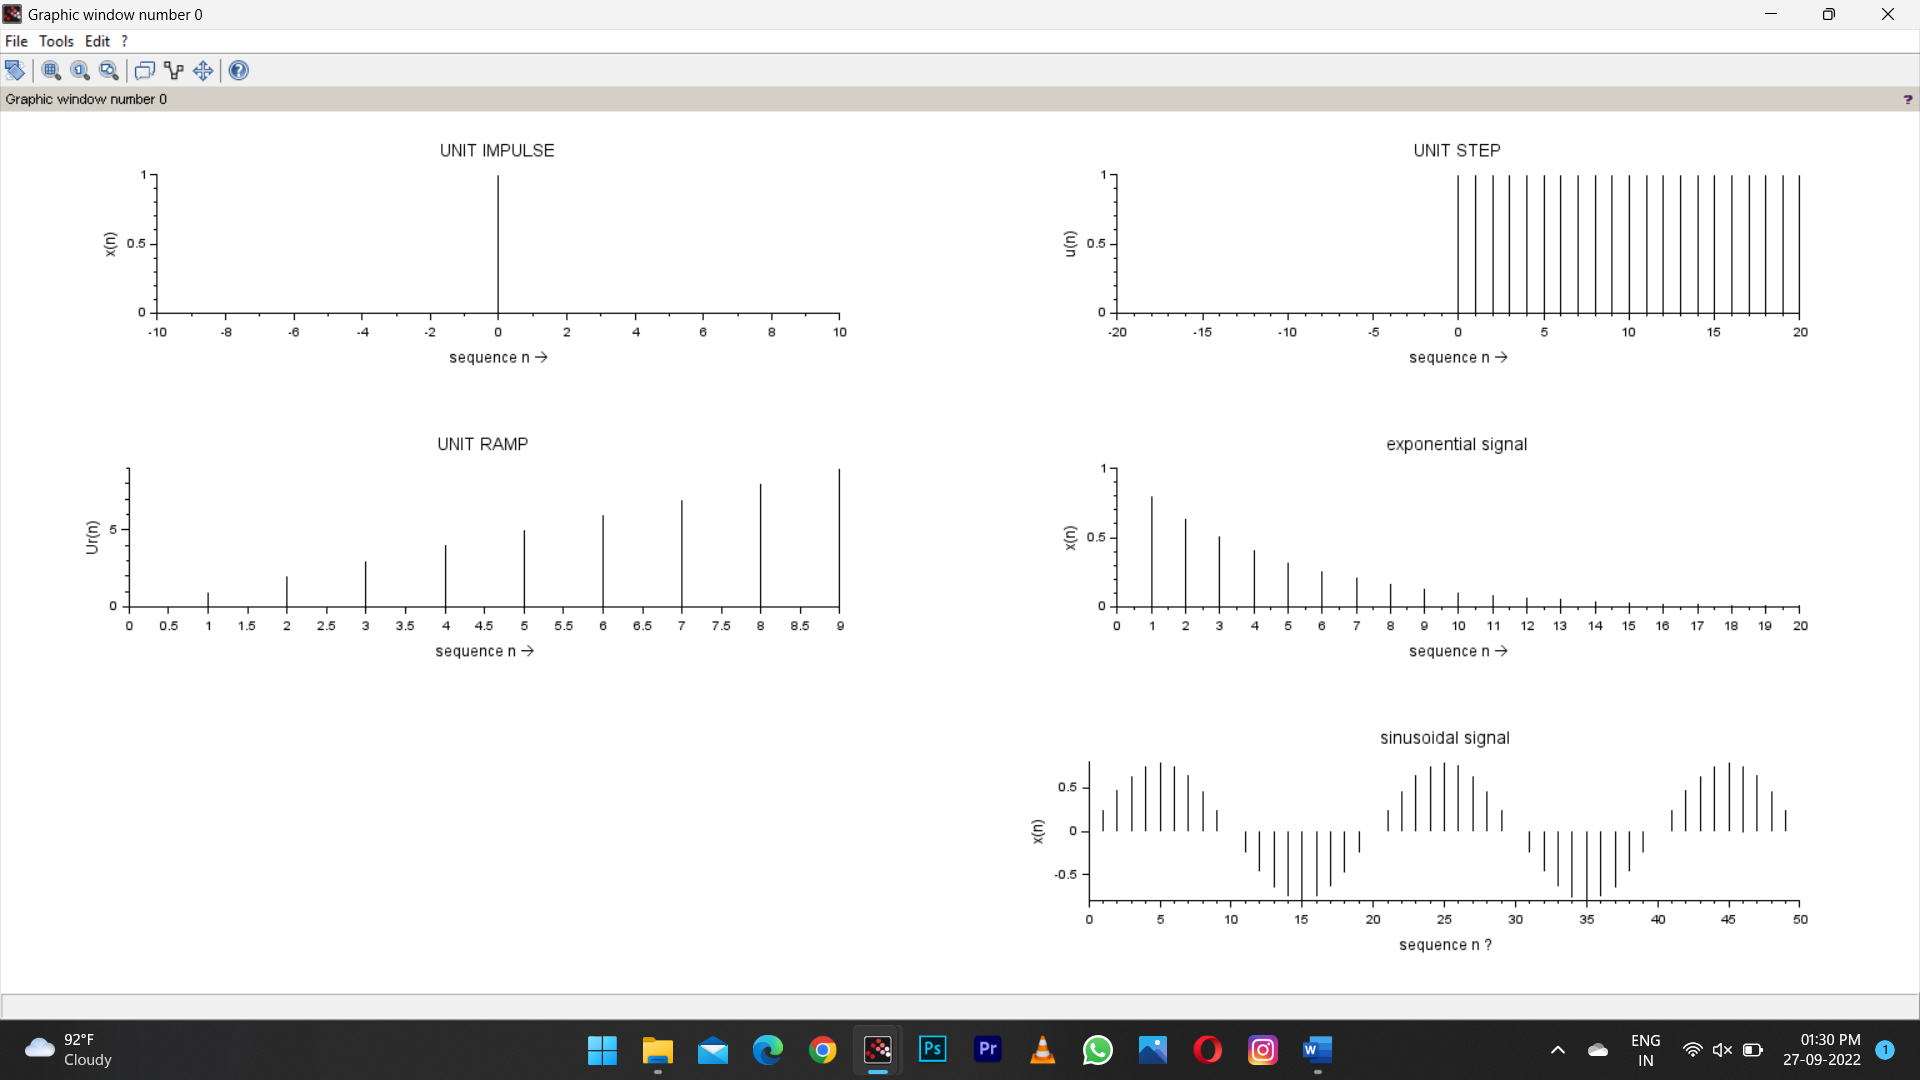 Graphic window number 0
File Tools Edit ?
Graphic window number 0
?
UNIT IMPULSE
x(n)
1
0.5
0
-10 -8 -6 -4 -2 0 2 4 6 8 10
sequence n →
UNIT STEP
u(n)
1
0.5
0
-20 -15 -10 -5 0 5 10 15 20
sequence n →
UNIT RAMP
Ur(n)
5
0
0 0.5 1 1.5 2 2.5 3 3.5 4 4.5 5 5.5 6 6.5 7 7.5 8 8.5 9
sequence n →
exponential signal
x(n)
1
0.5
0
0 1 2 3 4 5 6 7 8 9 10 11 12 13 14 15 16 17 18 19 20
sequence n →
sinusoidal signal
x(n)
0.5
0
-0.5
0 5 10 15 20 25 30 35 40 45 50
sequence n ?
92°F
Cloudy
Ps
Pr
W
ENG
IN
01:30 PM
27-09-2022
1